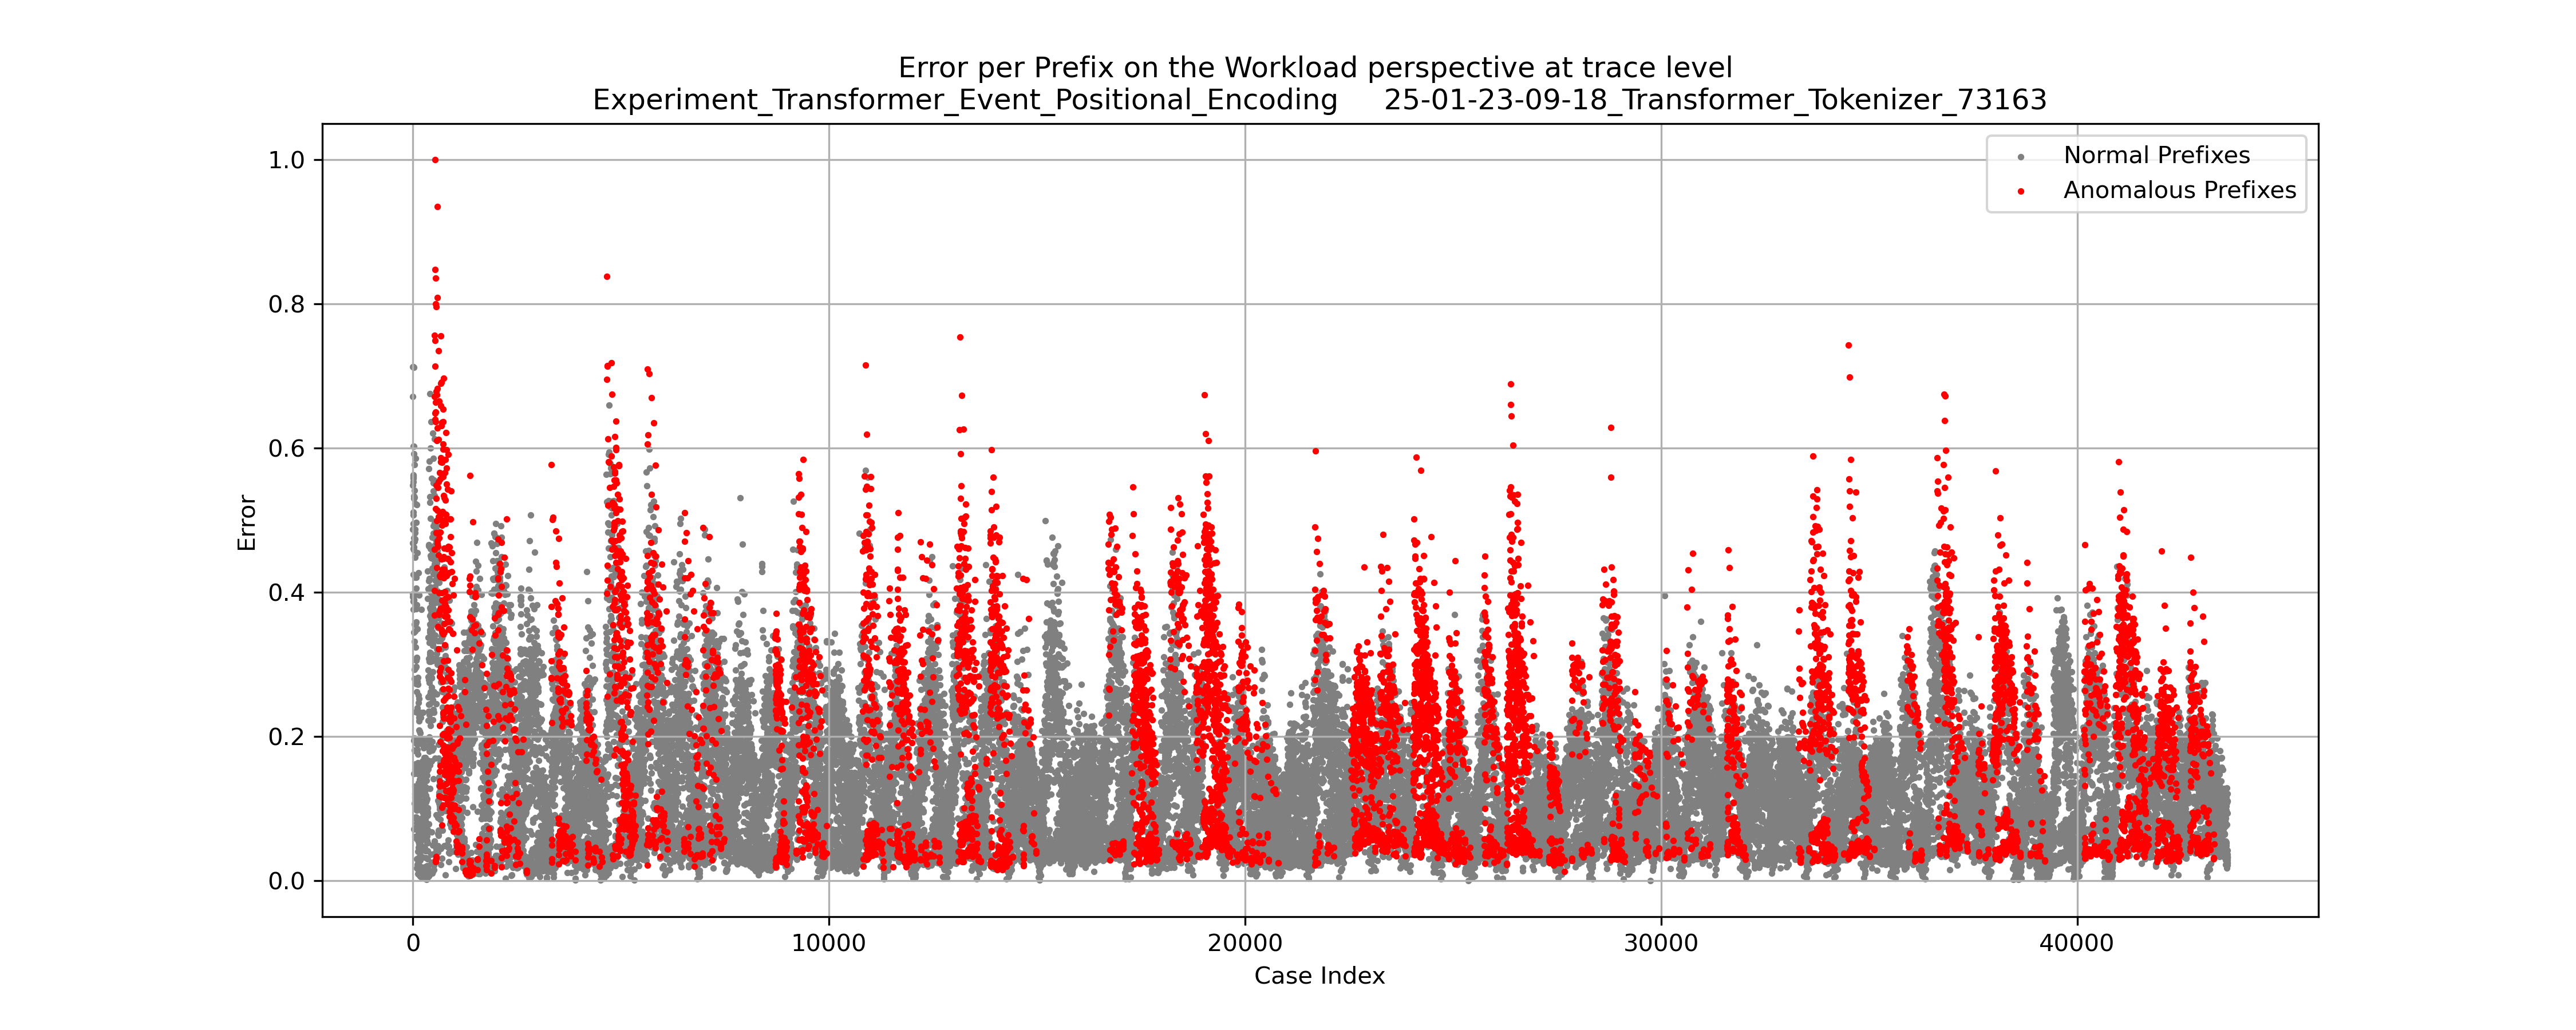 Error per Prefix on the Workload perspective at trace level
Experiment_Transformer_Event_Positional_Encoding 25-01-23-09-18_Transformer_Tokenizer_73163
Normal Prefixes
Anomalous Prefixes
1.0
0.8
0.6
0.4
0.2
0.0
Error
0
10000
20000
30000
40000
Case Index